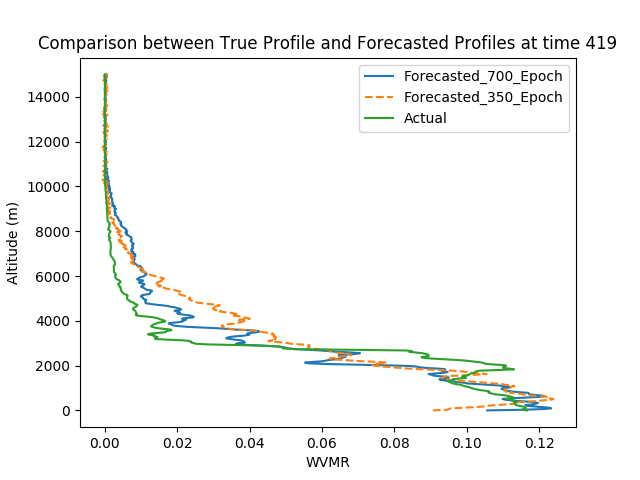 Comparison between True Profile and Forecasted Profiles at time 419
Forecasted_700_Epoch
Forecasted_350_Epoch
Actual
Altitude (m)
14000
12000
10000
8000
6000
4000
2000
0
0.00 0.02 0.04 0.06 0.08 0.10 0.12
WVMR